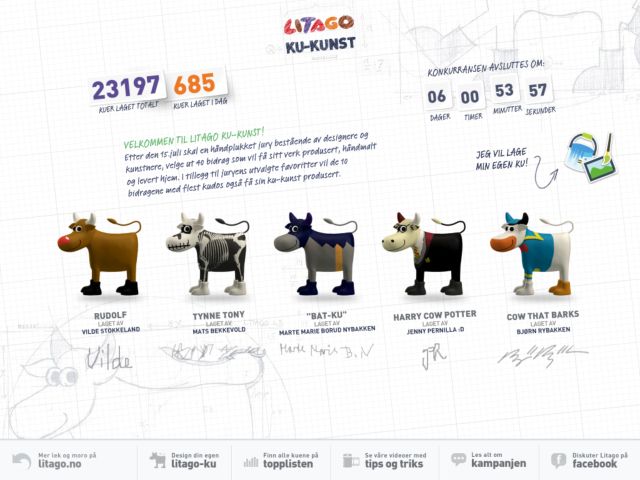 LITAGO
KU-KUNST
23197
KUER LAGET TOTALT
685
KUER LAGET I DAG
KONKURRANSEN AVSLUTTES OM:
06 00 53 57
DAGER TIMER MINUTTER SEKUNDER
VELKOMMEN TIL LITAGO KU-KUNST!
Etter den 15.juli skal en håndplukket jury bestående av designere og
kunstnere, velge ut 40 bidrag som vil få sitt verk produsert, håndmalt
og levert hjem. I tillegg til juryens utvalgte favoritter vil de 10
bidragene med flest kudos også få sin ku-kunst produsert.
JEG VIL LAGE
MIN EGEN KU!
RUDOLF
LAGET AV
VILDE STOKKELAND
Vilde
TYNNE TONY
LAGET AV
MATS BEKKEVOLD
"BAT-KU"
LAGET AV
MARTE MARIE BORUD NYBAKKEN
Marte Marie B.N
HARRY COW POTTER
LAGET AV
JENNY PERNILLA :D
COW THAT BARKS
LAGET AV
BJØRN RYBAKKEN
Mer lek og moro på
litago.no
Design din egen
litago-ku
Finn alle kuene på
topplisten
Se våre videoer med
tips og triks
Les alt om
kampanjen
Diskuter Litago på
facebook